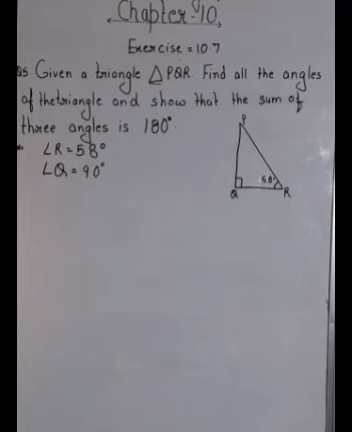 Chapter-10
Exercise = 10.7
Q5 Given a triangle △PQR. Find all the angles
of the triangle and show that the sum of
three angles is 180°.
∠R = 58°
∠Q = 90°
P
58°
Q R